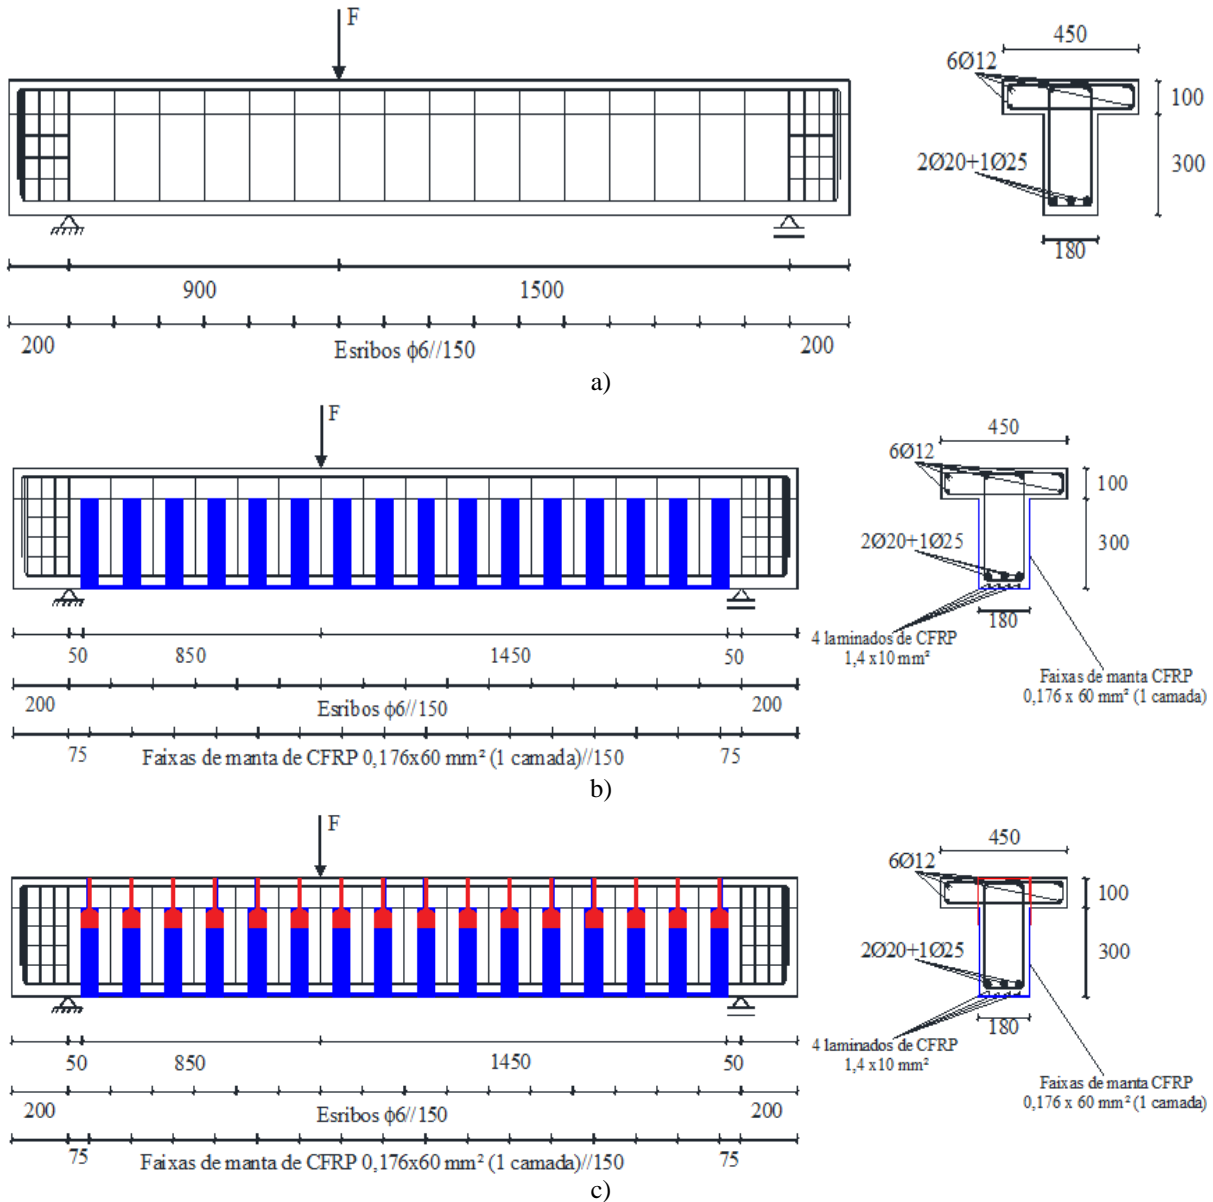 F
450
6Ø12
100
2Ø20+1Ø25
300
180
900 1500
200 Esribos ϕ6//150 200
a)
F
450
6Ø12
100
2Ø20+1Ø25
300
180
4 laminados de CFRP
1,4 x10 mm²
Faixas de manta CFRP
0,176 x 60 mm² (1 camada)
50 850 1450 50
200 Esribos ϕ6//150 200
75 Faixas de manta de CFRP 0,176x60 mm² (1 camada)//150 75
b)
F
450
6Ø12
100
2Ø20+1Ø25
300
180
4 laminados de CFRP
1,4 x10 mm²
Faixas de manta CFRP
0,176 x 60 mm² (1 camada)
50 850 1450 50
200 Esribos ϕ6//150 200
75 Faixas de manta de CFRP 0,176x60 mm² (1 camada)//150 75
c)